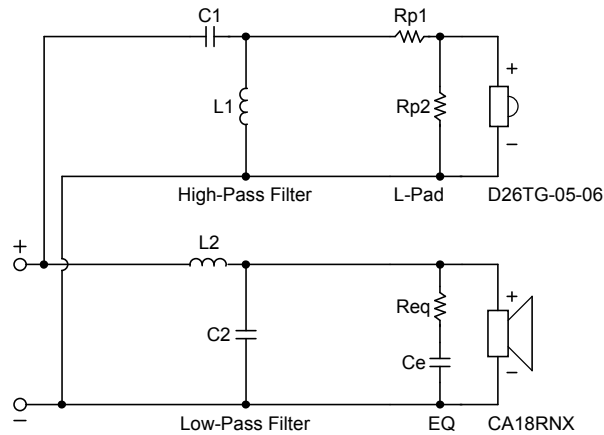 C1
Rp1
+
L1
Rp2
−
High-Pass Filter
L-Pad
D26TG-05-06
+
L2
+
Req
C2
Ce
−
−
Low-Pass Filter
EQ
CA18RNX